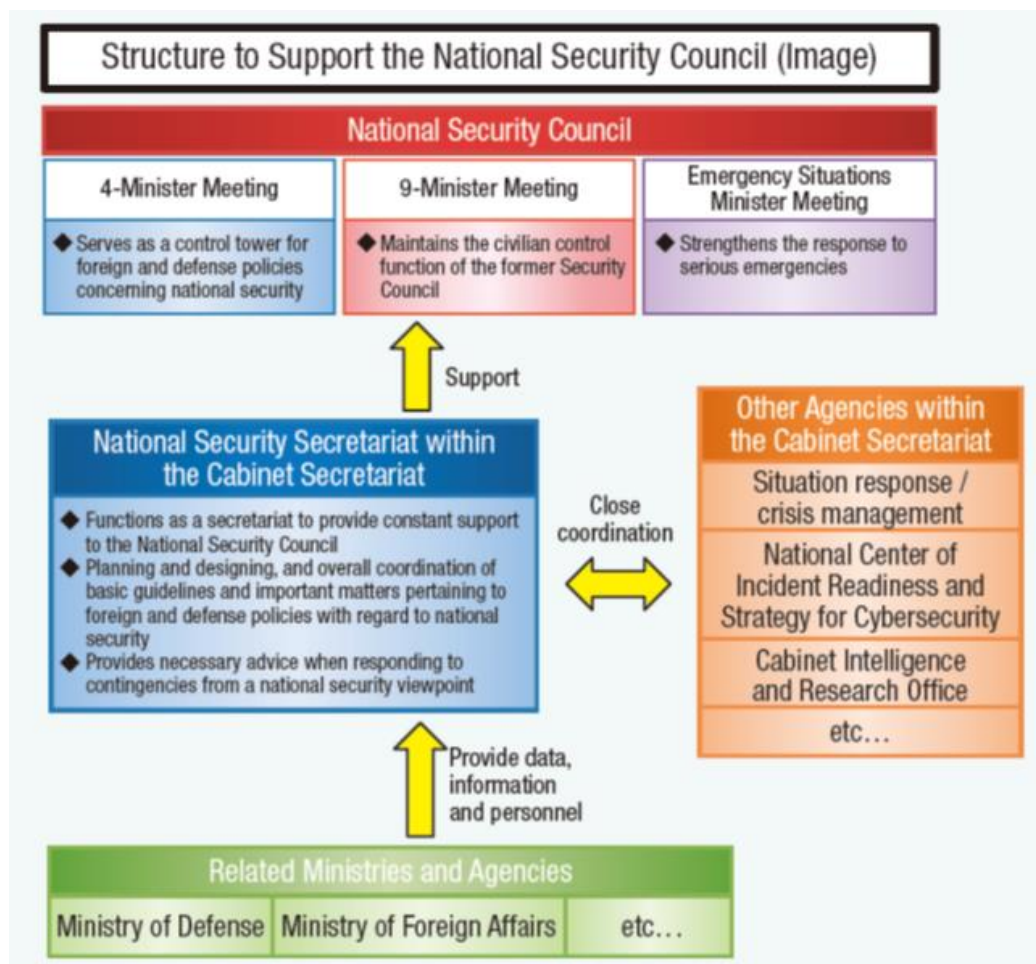 Structure to Support the National Security Council (Image)
National Security Council
4-Minister Meeting
◆ Serves as a control tower for
foreign and defense policies
concerning national security
9-Minister Meeting
◆ Maintains the civilian control
function of the former Security
Council
Emergency Situations
Minister Meeting
◆ Strengthens the response to
serious emergencies
Support
National Security Secretariat within
the Cabinet Secretariat
◆ Functions as a secretariat to provide constant support
to the National Security Council
◆ Planning and designing, and overall coordination of
basic guidelines and important matters pertaining to
foreign and defense policies with regard to national
security
◆ Provides necessary advice when responding to
contingencies from a national security viewpoint
Close
coordination
Other Agencies within
the Cabinet Secretariat
Situation response /
crisis management
National Center of
Incident Readiness and
Strategy for Cybersecurity
Cabinet Intelligence
and Research Office
etc…
Provide data,
information
and personnel
Related Ministries and Agencies
Ministry of Defense
Ministry of Foreign Affairs
etc…